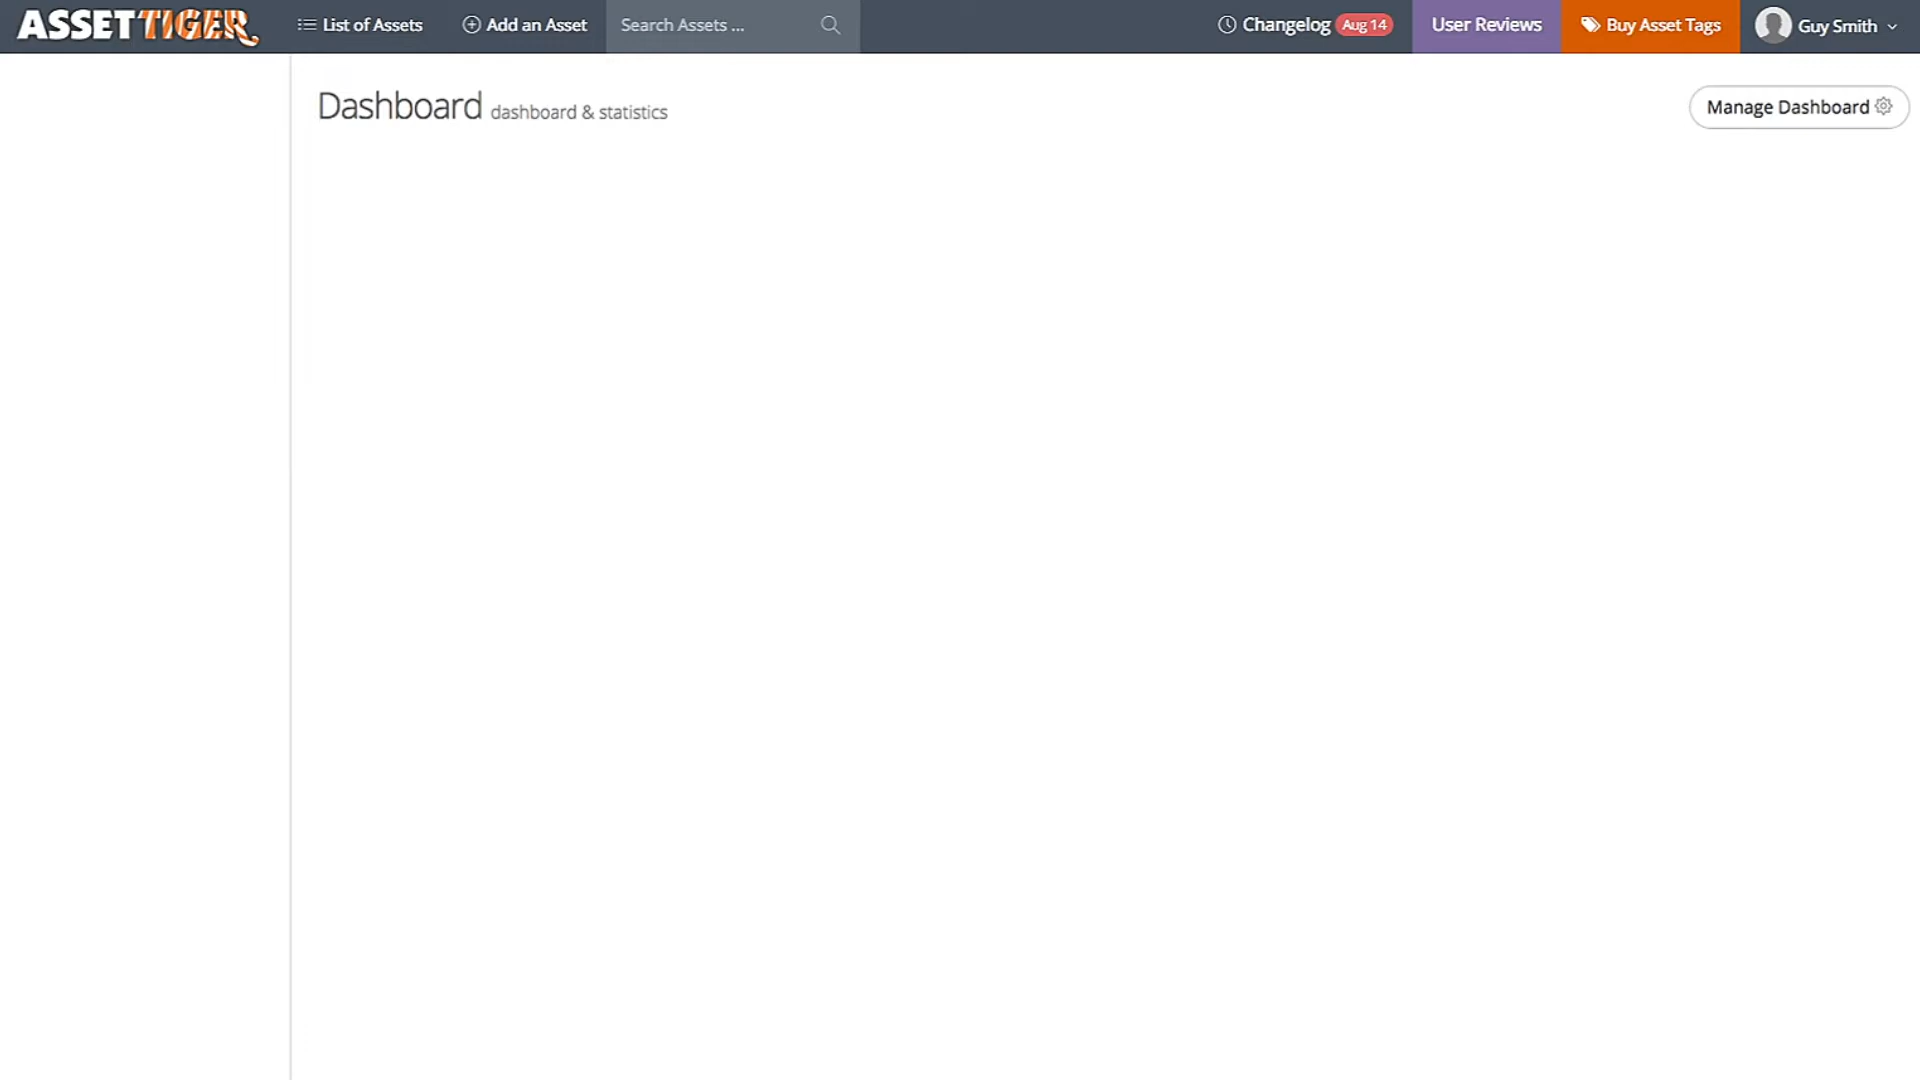 ASSETTIGER
List of Assets
Add an Asset
Search Assets ...
Changelog Aug 14
User Reviews
Buy Asset Tags
Guy Smith
Dashboard dashboard & statistics
Manage Dashboard